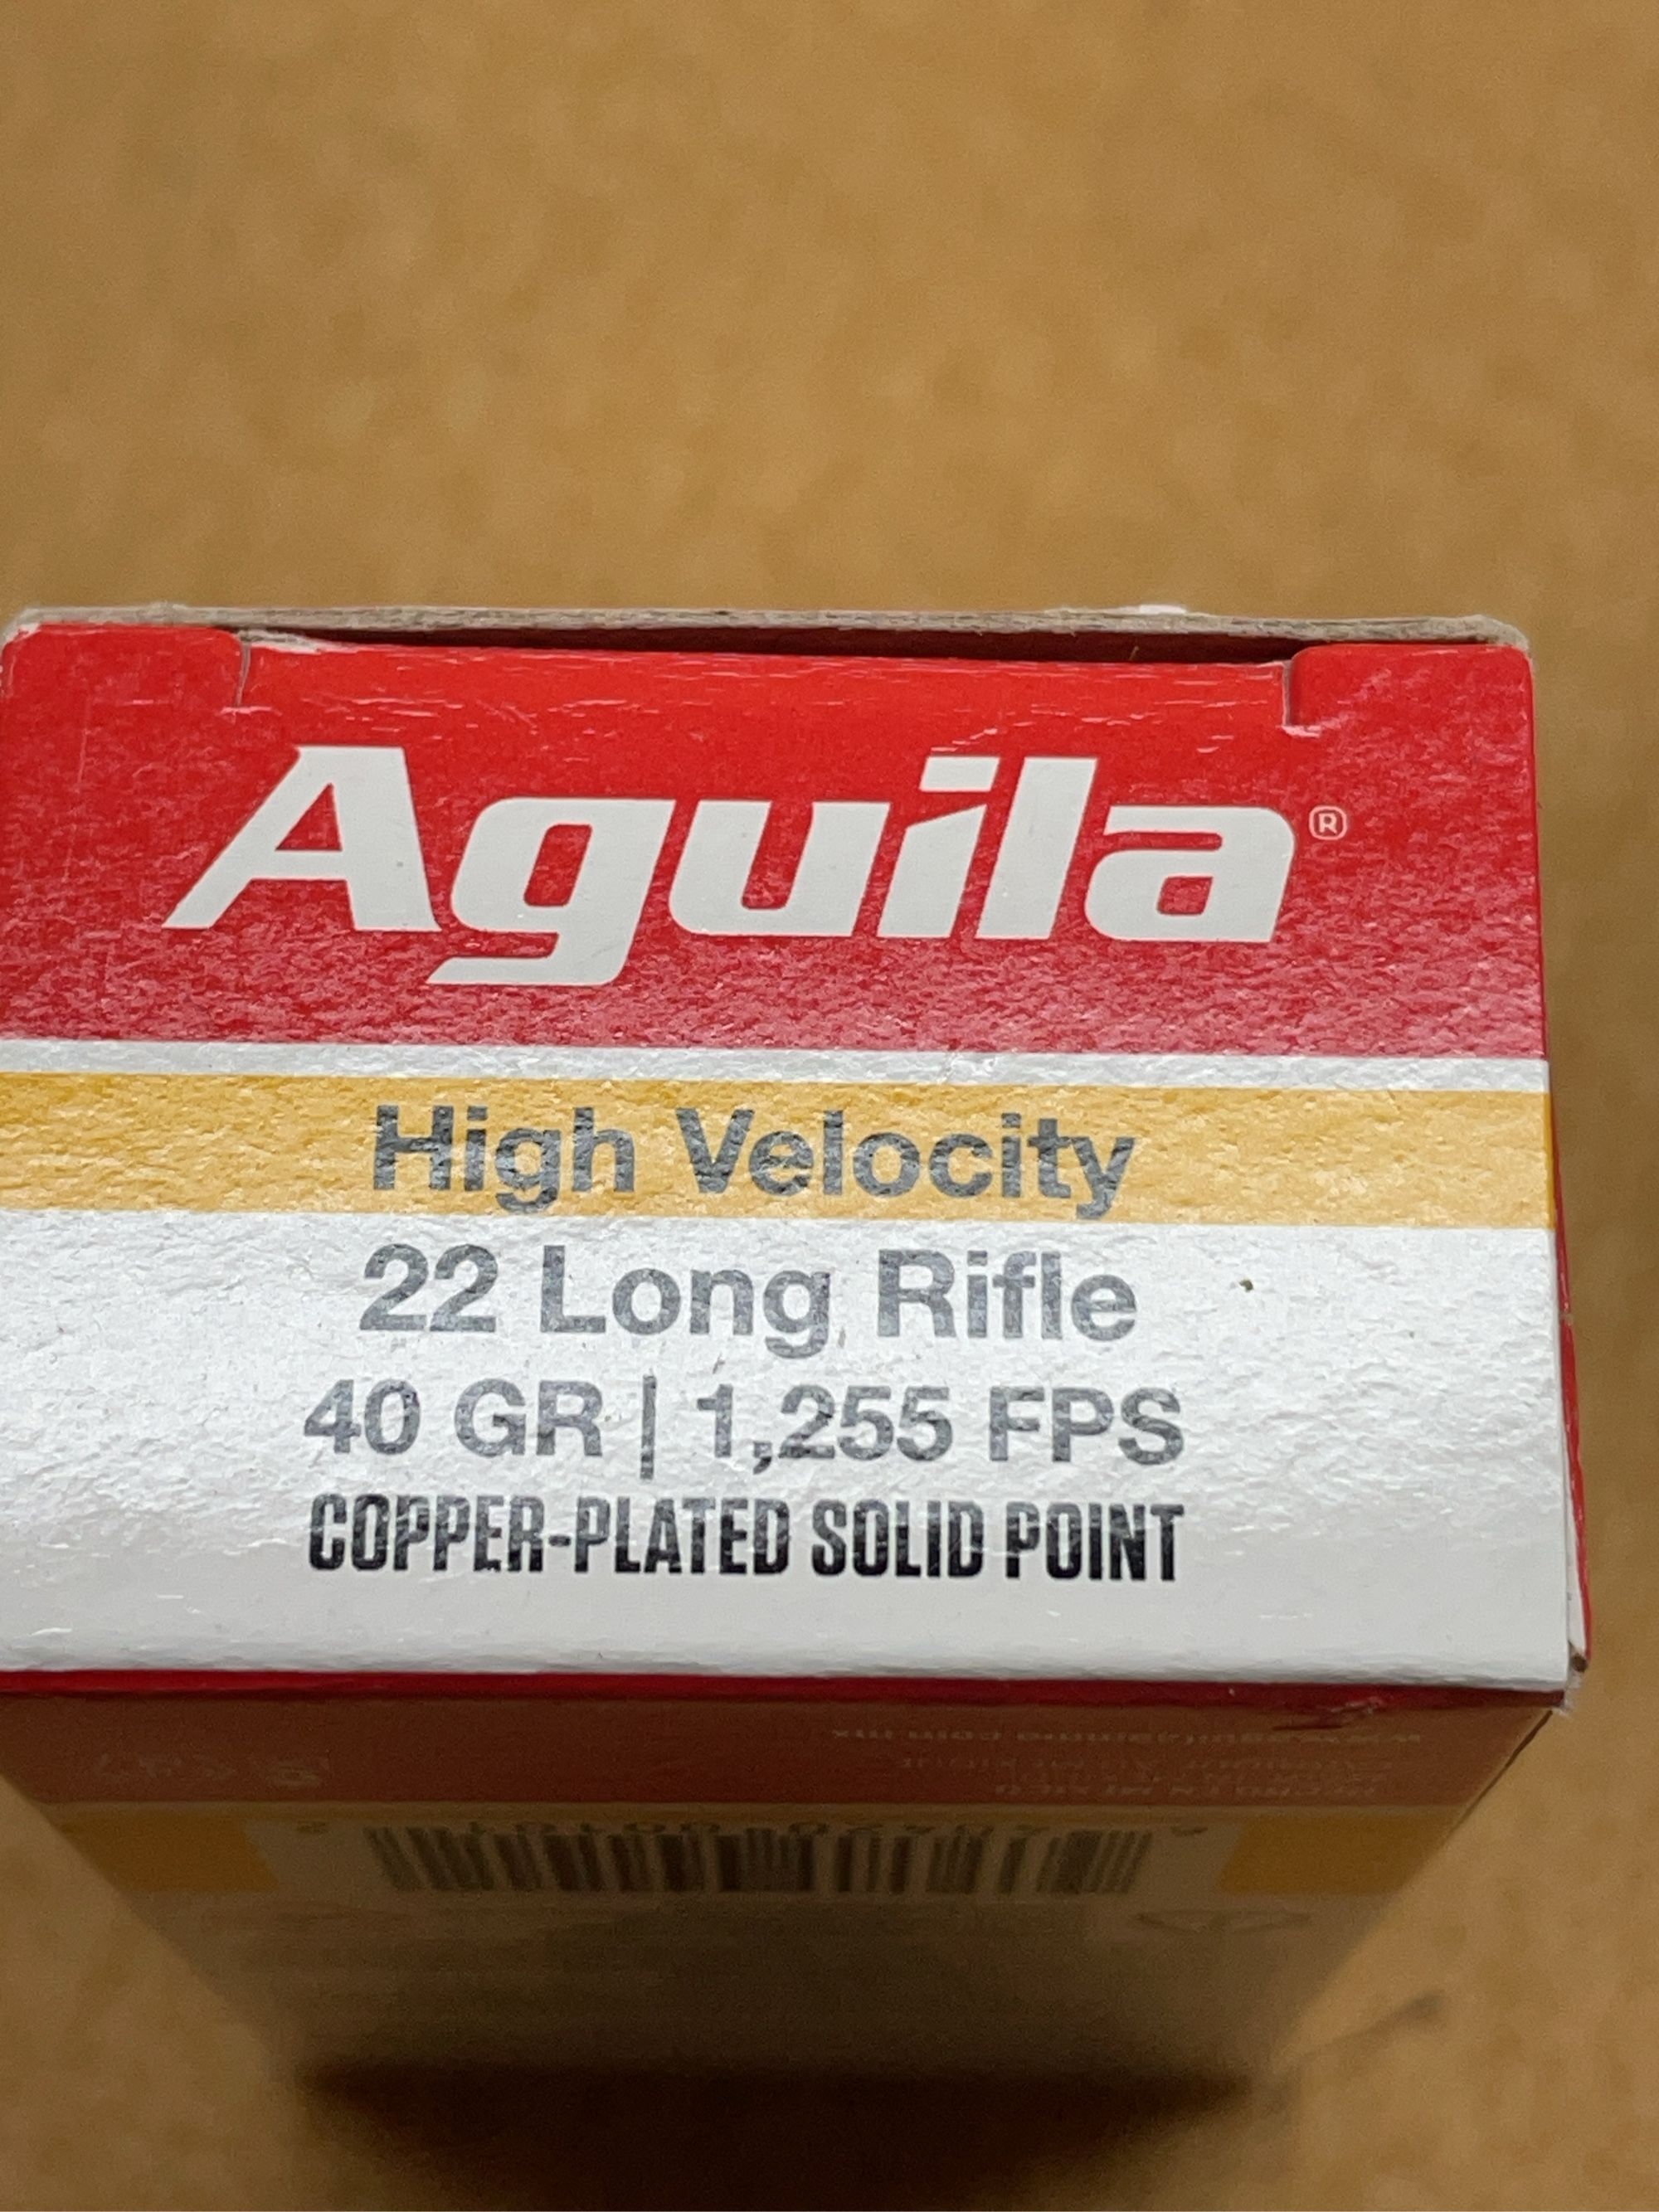 Aguila®
High Velocity
22 Long Rifle
40 GR | 1,255 FPS
COPPER-PLATED SOLID POINT